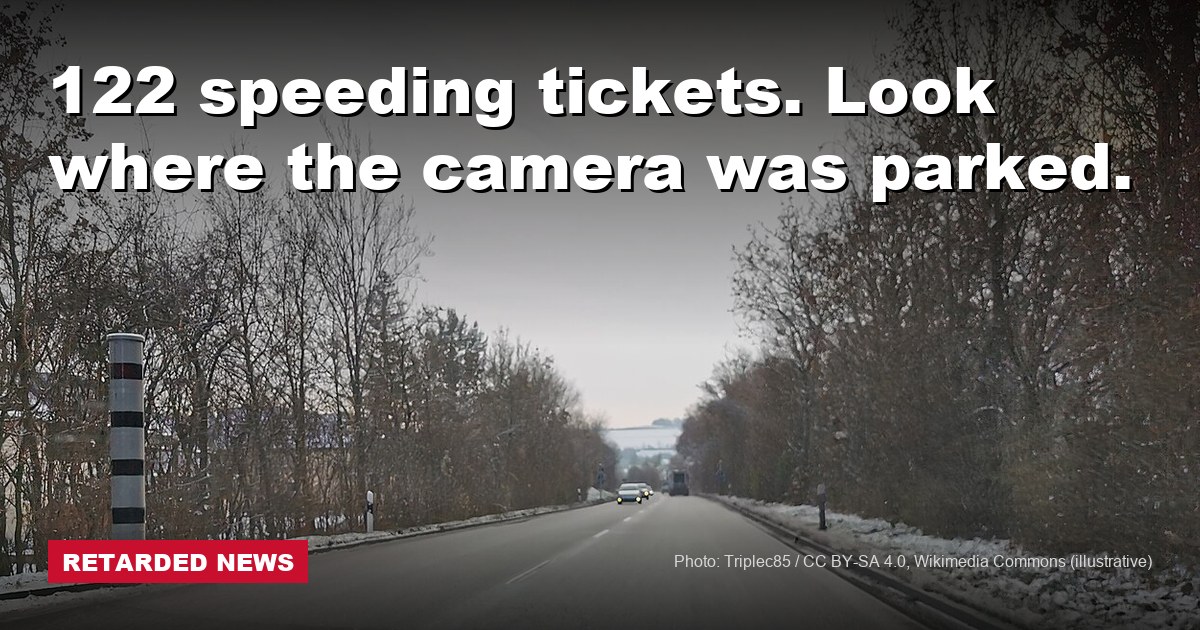 122 speeding tickets. Look
where the camera was parked.
RETARDED NEWS
Photo: Triplec85 / CC BY-SA 4.0, Wikimedia Commons (illustrative)